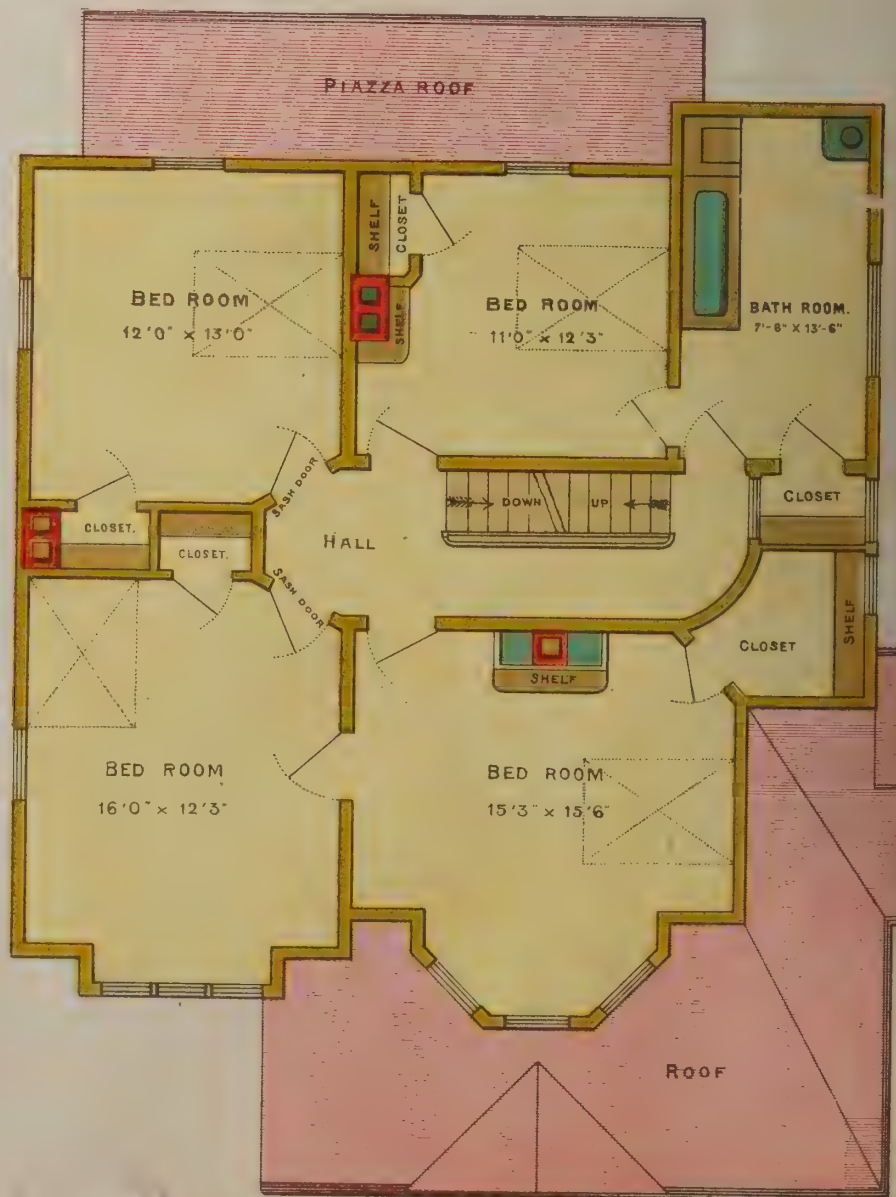 PIAZZA ROOF
SHELF
CLOSET
BED ROOM
12'0" × 13'0"
SHELF
BED ROOM
11'0" × 12'3"
BATH ROOM.
7'-6" × 13'-6"
SASH DOOR
CLOSET.
CLOSET.
HALL
DOWN
UP
CLOSET
SASH DOOR
CLOSET
SHELF
SHELF
BED ROOM
16'0" × 12'3"
BED ROOM
15'3" × 15'6"
ROOF